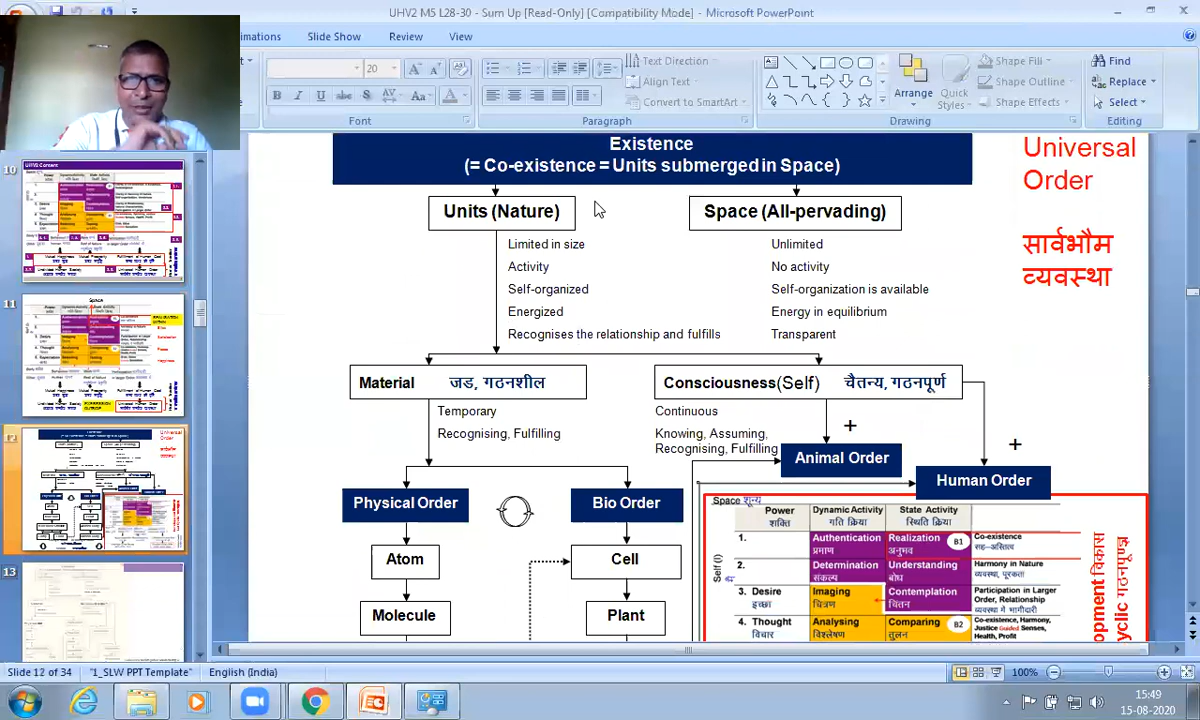 UHV2 M5 L28-30 - Sum Up [Read-Only] [Compatibility Mode] - Microsoft PowerPoint
imations Slide Show Review View
20
Text Direction
Align Text
Convert to SmartArt
Arrange
Quick Styles
Shape Fill
Shape Outline
Shape Effects
Find
Replace
Select
Font Paragraph Drawing Editing
10
11
Space
13
Existence
(= Co-existence = Units submerged in Space)
Universal
Order
सार्वभौम
व्यवस्था
Units (Nature)
Space (All-pervading)
Limited in size
Unlimited
Activity
No activity
Self-organized
Self-organization is available
Energized
Energy in equilibrium
Recognises the relationship and fulfills
Transparent
Material जड, गठनशील
Consciousness (Self) चैतन्य, गठनपूर्ण
Temporary
Recognising, Fulfilling
Continuous
Knowing, Assuming,
Recognising, Fulfilling
+
Animal Order
+
Human Order
Physical Order
Bio Order
Atom
Cell
Molecule
Plant
Space शून्य
Power
शक्ति
Dynamic Activity
गति क्रिया
State Activity
स्थिति क्रिया
Self (I)
1.
Authentication
प्रमाण
Realization B1
अनुभव
Co-existence
सह-अस्तित्व
2.
Determination
संकल्प
Understanding
बोध
Harmony in Nature
व्यवस्था, पूरकता
3. Desire
इच्छा
Imaging
चित्रण
Contemplation
चिंतन
Participation in Larger
Order, Relationship
व्यवस्था में भागीदारी
4. Thought
विचार
Analysing
विश्लेषण
Comparing B2
तुलन
Co-existence, Harmony,
Justice Guided Senses,
Health, Profit
opment विकास
yclic
Slide 12 of 34 "1_SLW PPT Template" English (India) 100%
15:49
15-08-2020